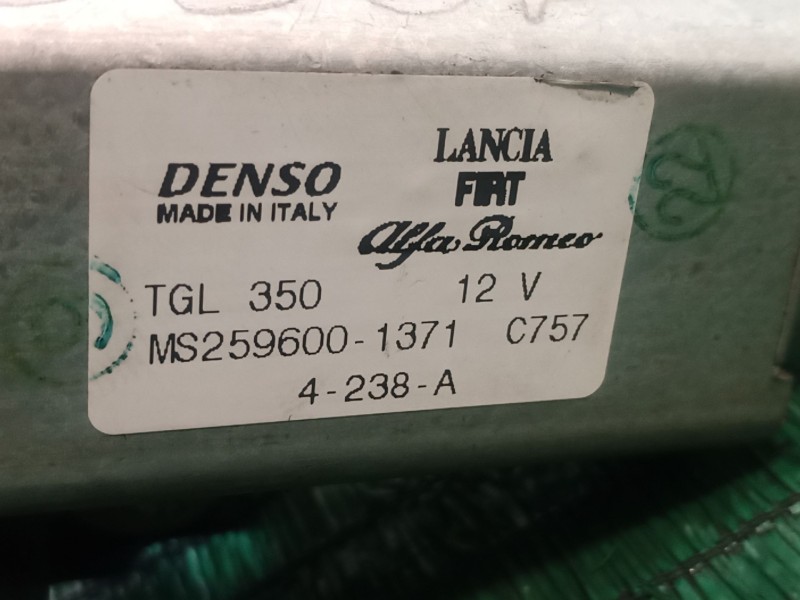 DENSO
MADE IN ITALY
LANCIA
FIAT
Alfa Romeo
TGL 350 12 V
MS259600-1371 C757
4-238-A